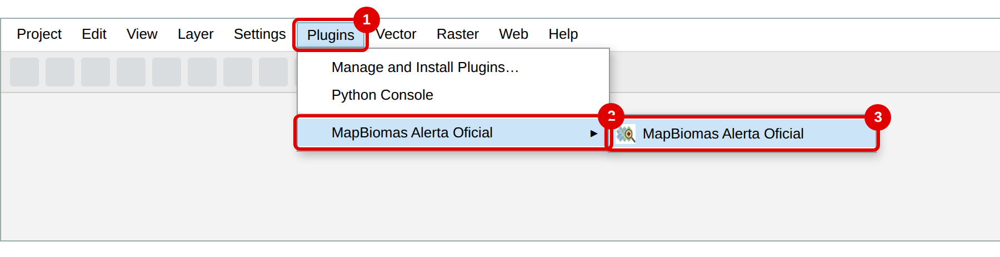 1
Project Edit View Layer Settings Plugins Vector Raster Web Help
Manage and Install Plugins…
Python Console
2 3
MapBiomas Alerta Oficial ▶ MapBiomas Alerta Oficial